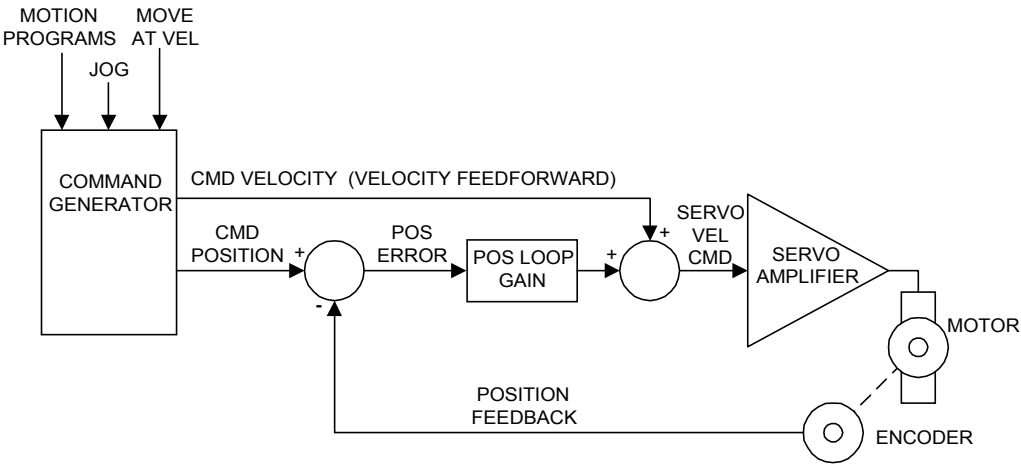 MOTION
PROGRAMS
MOVE
AT VEL
JOG
COMMAND
GENERATOR
CMD VELOCITY (VELOCITY FEEDFORWARD)
CMD
POSITION
+
-
POS
ERROR
POS LOOP
GAIN
+
+
SERVO
VEL
CMD
SERVO
AMPLIFIER
MOTOR
POSITION
FEEDBACK
ENCODER